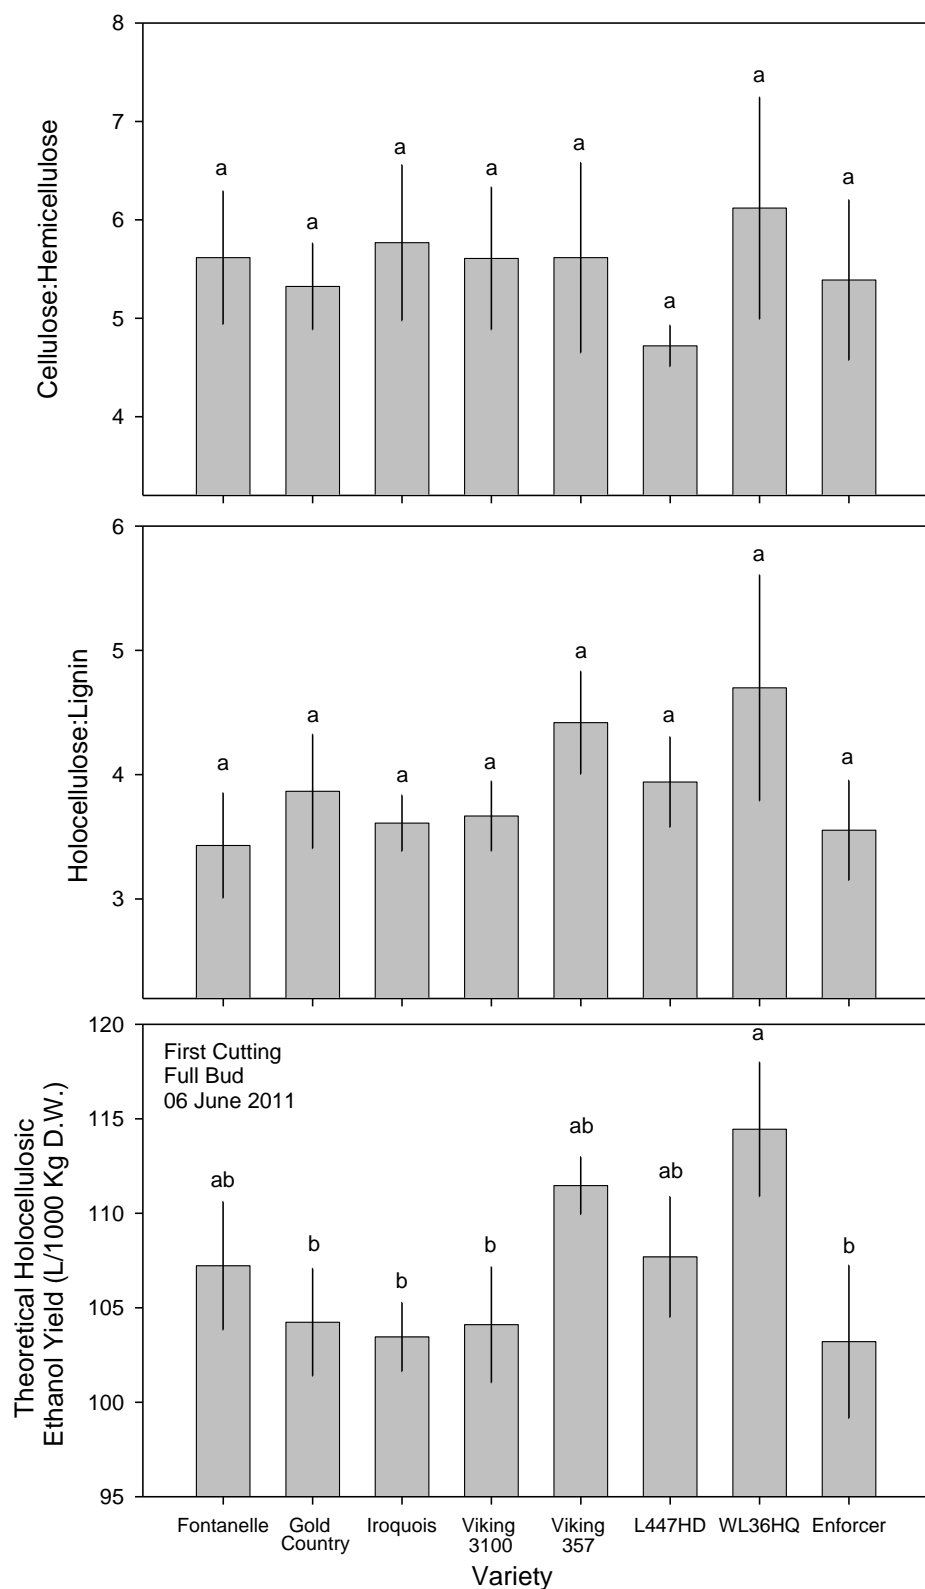 8
7
6
5
4
Cellulose:Hemicellulose
a
a
a
a
a
a
a
a
6
5
4
3
Holocellulose:Lignin
a
a
a
a
a
a
a
a
120
115
110
105
100
95
Theoretical Holocellulosic
Ethanol Yield (L/1000 Kg D.W.)
First Cutting
Full Bud
06 June 2011
ab
b
b
b
ab
ab
a
b
Fontanelle
Gold
Country
Iroquois
Viking
3100
Viking
357
L447HD
WL36HQ
Enforcer
Variety